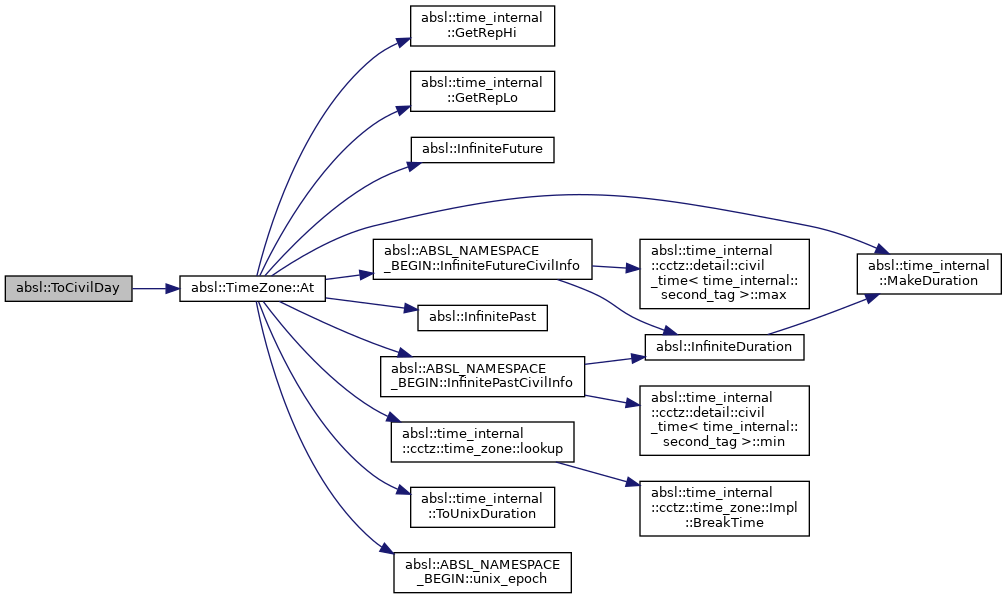 absl::ToCivilDay
absl::TimeZone::At
absl::time_internal
::GetRepHi
absl::time_internal
::GetRepLo
absl::InfiniteFuture
absl::ABSL_NAMESPACE
_BEGIN::InfiniteFutureCivilInfo
absl::InfinitePast
absl::ABSL_NAMESPACE
_BEGIN::InfinitePastCivilInfo
absl::time_internal
::cctz::time_zone::lookup
absl::time_internal
::ToUnixDuration
absl::ABSL_NAMESPACE
_BEGIN::unix_epoch
absl::time_internal
::cctz::detail::civil
_time< time_internal::
second_tag >::max
absl::InfiniteDuration
absl::time_internal
::cctz::detail::civil
_time< time_internal::
second_tag >::min
absl::time_internal
::cctz::time_zone::Impl
::BreakTime
absl::time_internal
::MakeDuration